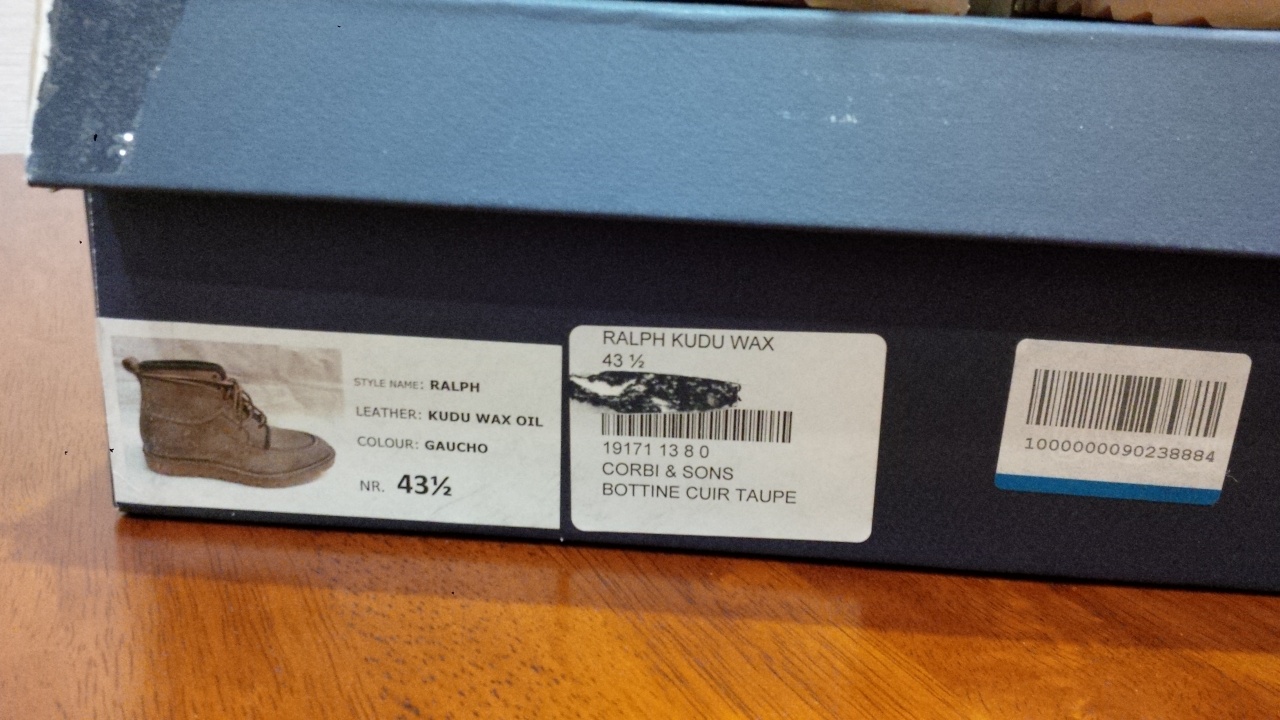 STYLE NAME: RALPH
LEATHER: KUDU WAX OIL
COLOUR: GAUCHO
NR. 43½
RALPH KUDU WAX
43 ½
19171 13 8 0
CORBI & SONS
BOTTINE CUIR TAUPE
1000000090238884